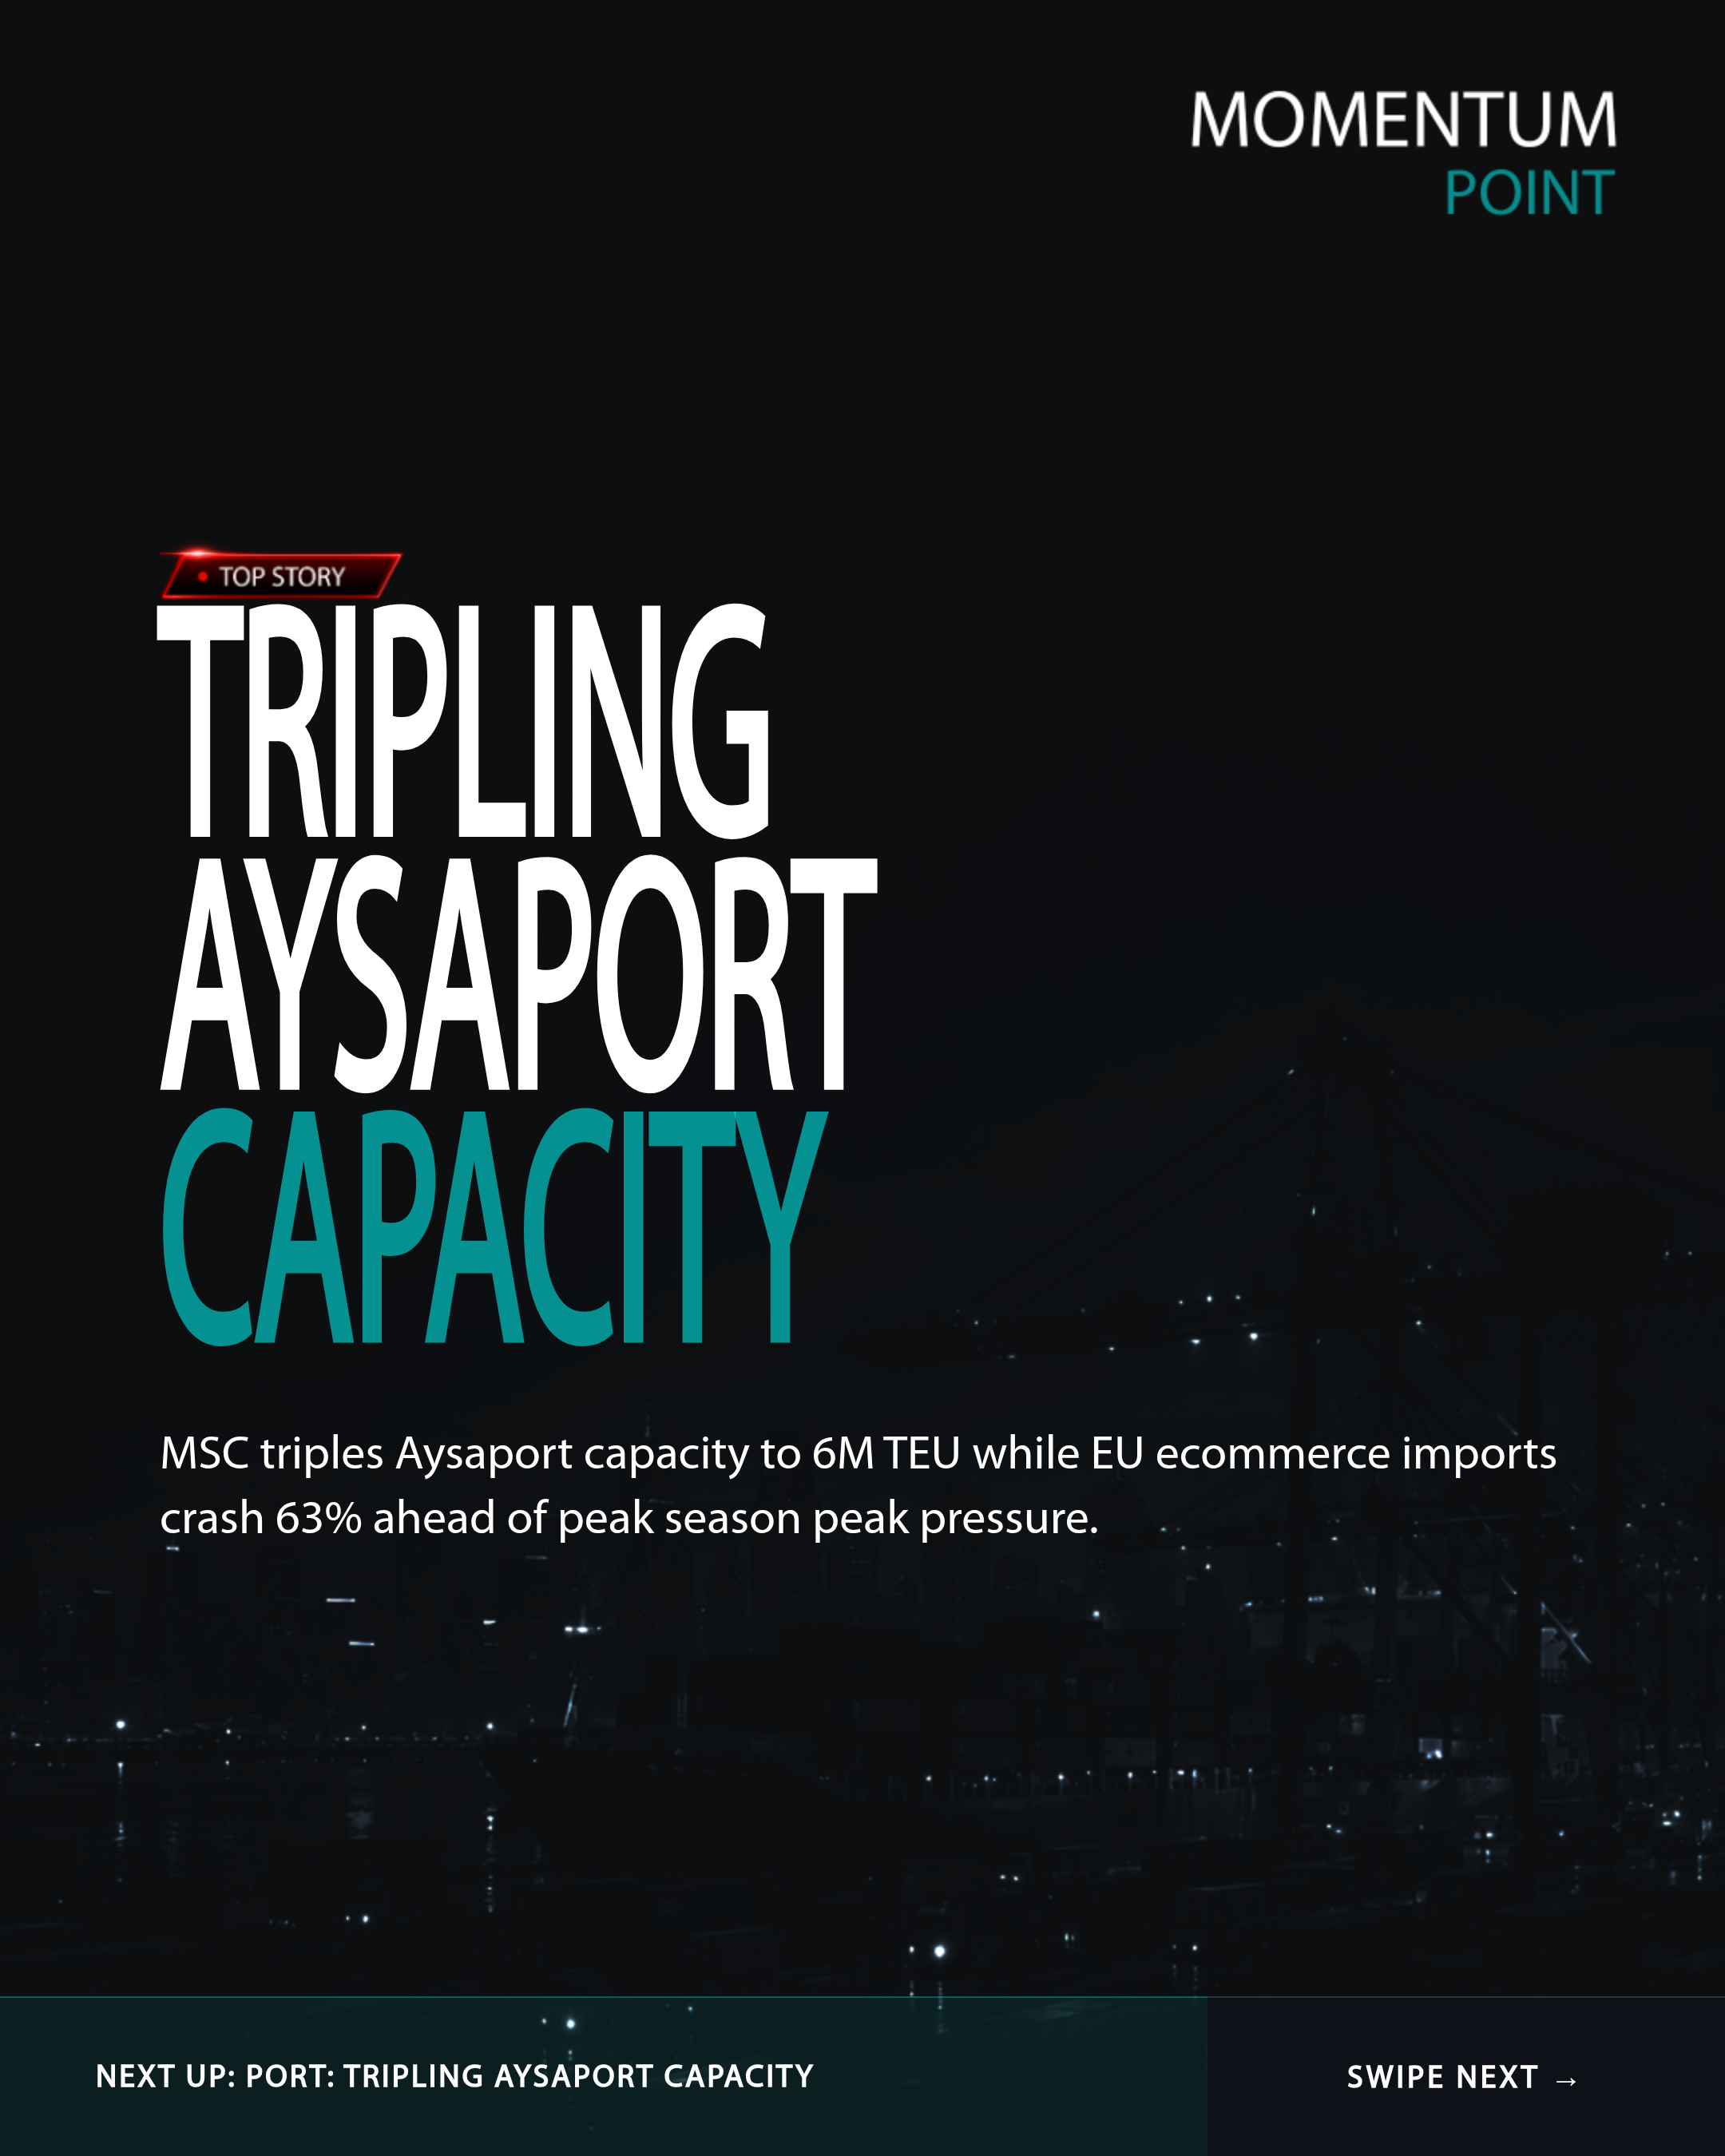 MOMENTUM
POINT
• TOP STORY
TRIPLING
AYSAPORT
CAPACITY
MSC triples Aysaport capacity to 6M TEU while EU ecommerce imports
crash 63% ahead of peak season peak pressure.
NEXT UP: PORT: TRIPLING AYSAPORT CAPACITY
SWIPE NEXT →